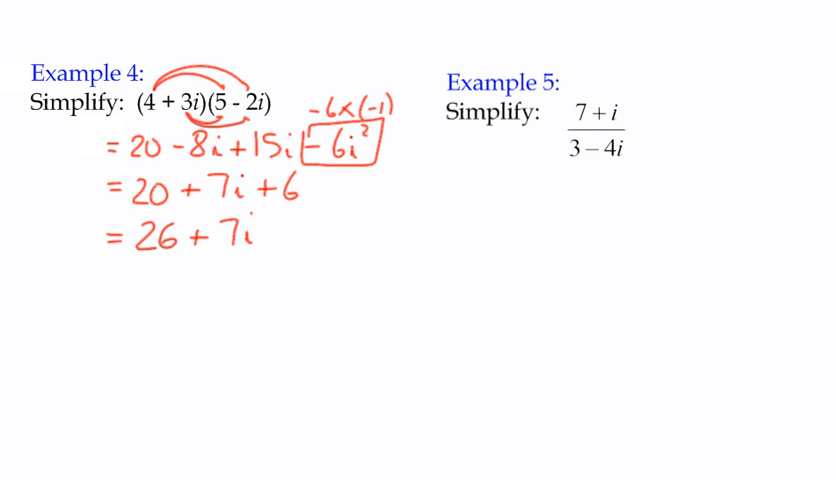 Example 4:
Simplify: (4 + 3i)(5 - 2i)
-6×(-1)
= 20 - 8i + 15i - 6i²
= 20 + 7i + 6
= 26 + 7i
Example 5:
Simplify:
7 + i
3 – 4i